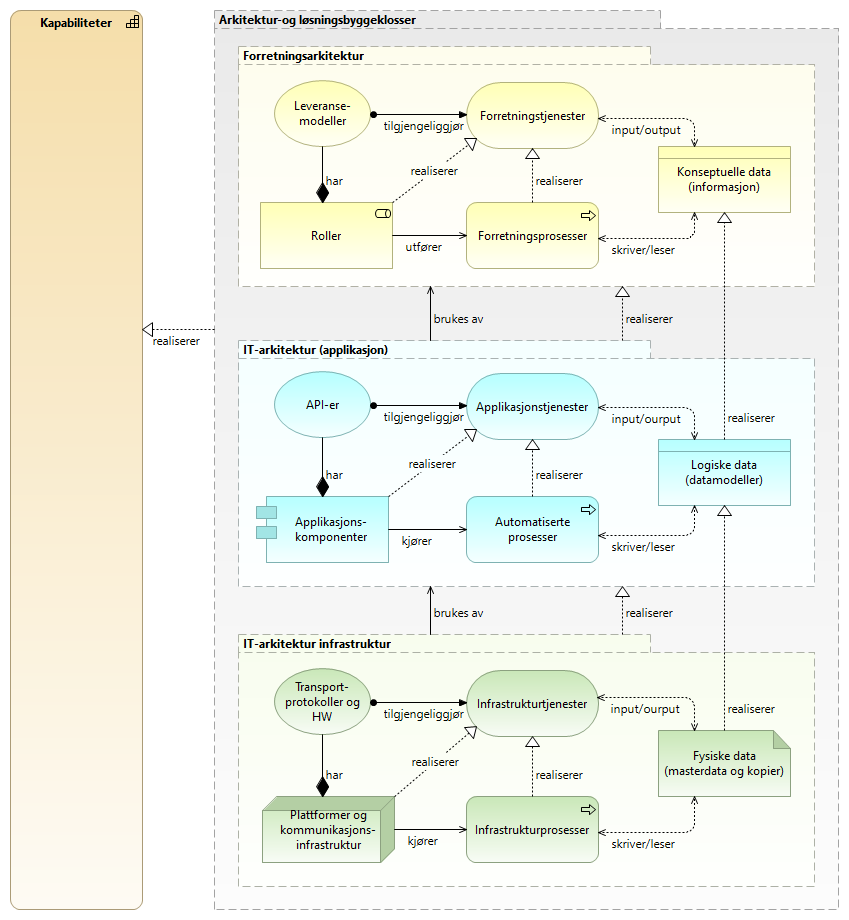 Kapabiliteter
Arkitektur-og løsningsbyggeklosser
Forretningsarkitektur
Leveranse-
modeller
tilgjengeliggjør
Forretningstjenester
input/output
Konseptuelle data
(informasjon)
har
realiserer
realiserer
Roller
utfører
Forretningsprosesser
skriver/leser
brukes av
realiserer
realiserer
IT-arkitektur (applikasjon)
API-er
tilgjengeliggjør
Applikasjonstjenester
input/ourput
realiserer
Logiske data
(datamodeller)
har
realiserer
realiserer
Applikasjons-
komponenter
kjører
Automatiserte
prosesser
skriver/leser
brukes av
realiserer
IT-arkitektur infrastruktur
Transport-
protokoller og
HW
tilgjengeliggjør
Infrastrukturtjenester
input/ourput
realiserer
Fysiske data
(masterdata og kopier)
har
realiserer
realiserer
Plattformer og
kommunikasjons-
infrastruktur
kjører
Infrastrukturprosesser
skriver/leser